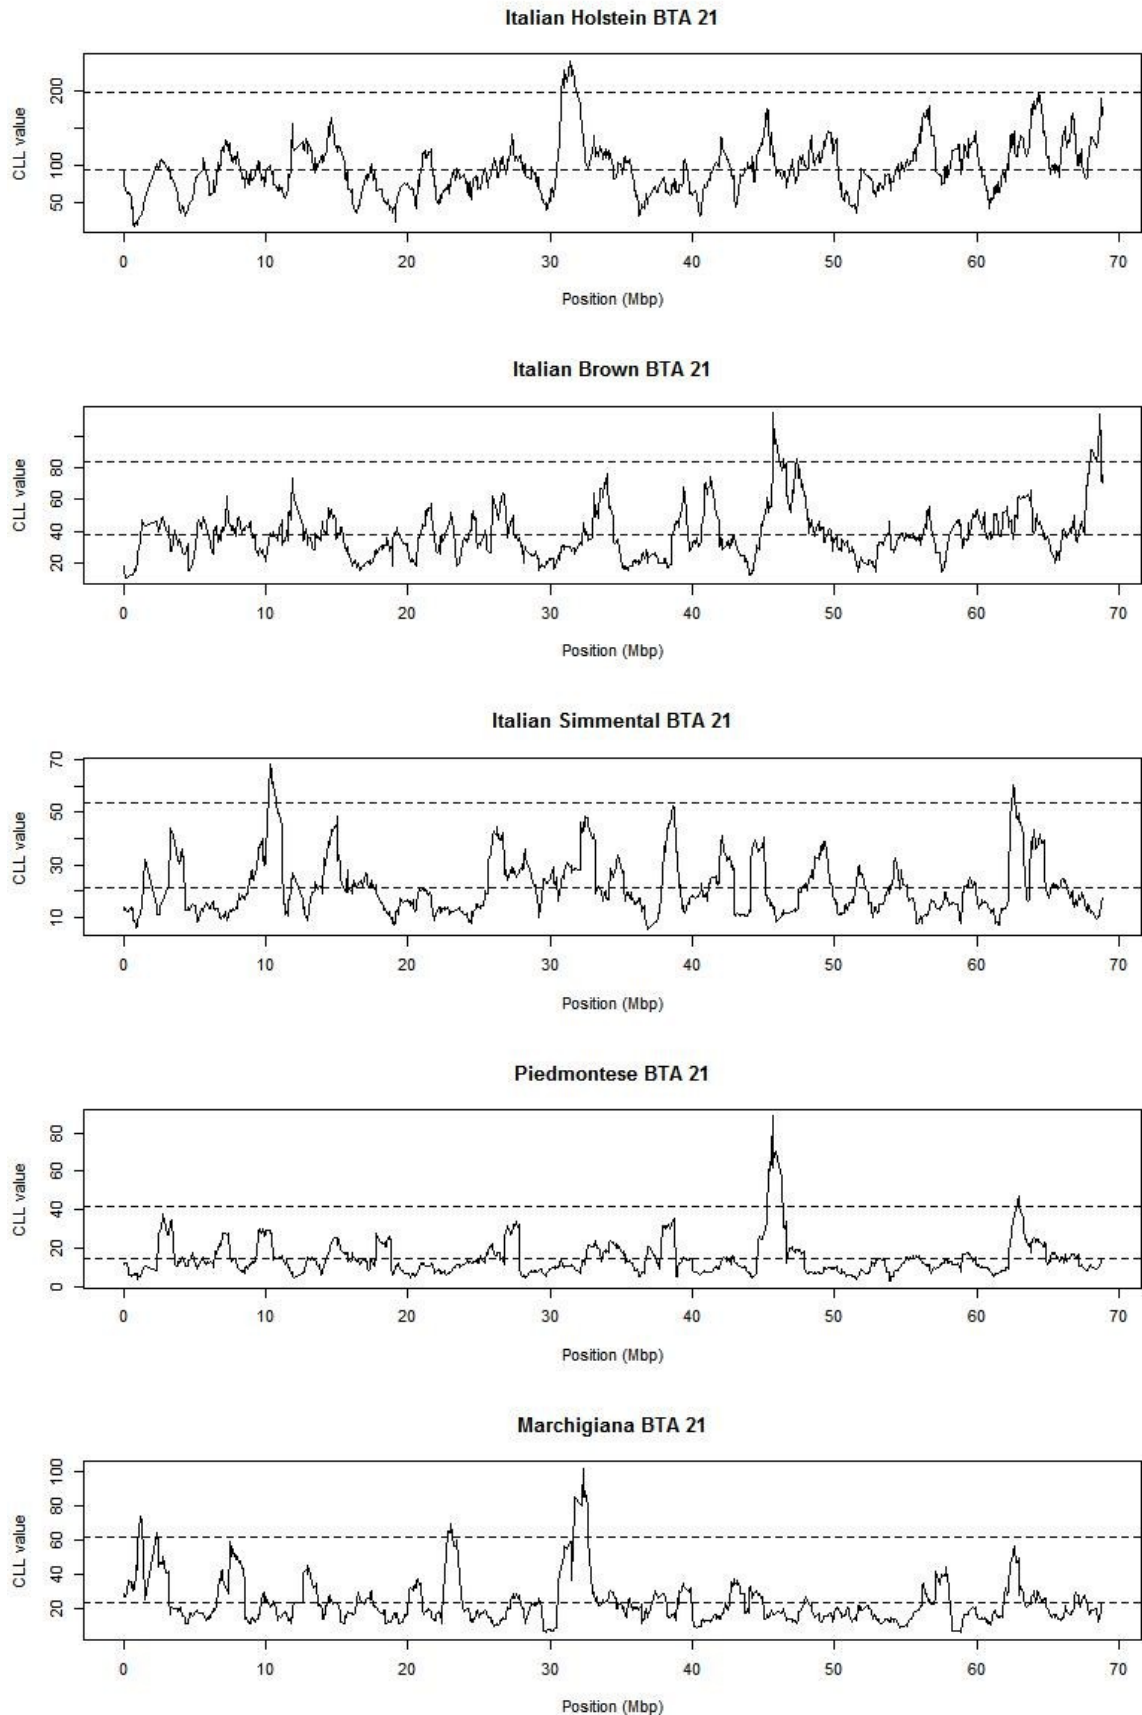 Italian Holstein BTA 21
CLL value
50 100 200
0 10 20 30 40 50 60 70
Position (Mbp)
Italian Brown BTA 21
CLL value
20 40 60 80
0 10 20 30 40 50 60 70
Position (Mbp)
Italian Simmental BTA 21
CLL value
10 30 50 70
0 10 20 30 40 50 60 70
Position (Mbp)
Piedmontese BTA 21
CLL value
0 20 40 60 80
0 10 20 30 40 50 60 70
Position (Mbp)
Marchigiana BTA 21
CLL value
20 40 60 80 100
0 10 20 30 40 50 60 70
Position (Mbp)